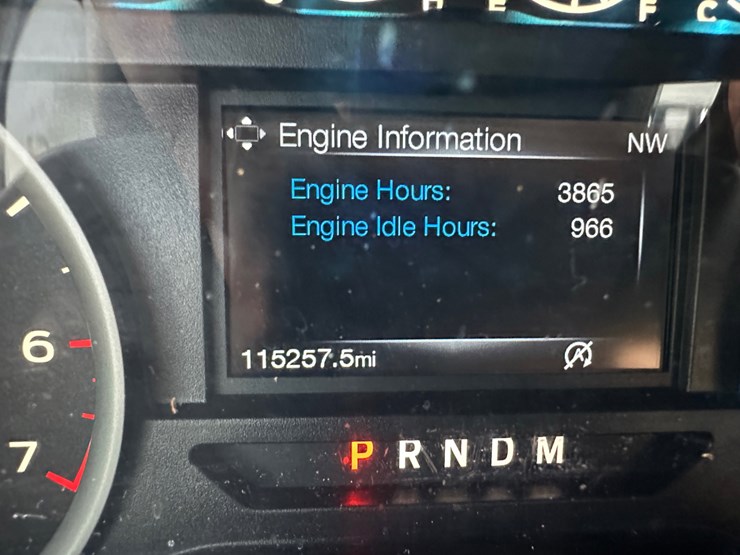 H E F C
Engine Information NW
Engine Hours: 3865
Engine Idle Hours: 966
6
115257.5mi
7
P R N D M